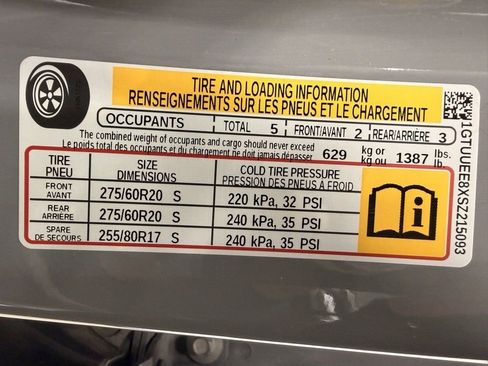 TIRE AND LOADING INFORMATION
RENSEIGNEMENTS SUR LES PNEUS ET LE CHARGEMENT
OCCUPANTS TOTAL 5 FRONT/AVANT 2 REAR/ARRIÈRE 3
The combined weight of occupants and cargo should never exceed
Le poids total des occupants et du chargement ne doit jamais dépasser 629 kg or kg ou 1387 lbs. lb.
TIRE PNEU SIZE DIMENSIONS COLD TIRE PRESSURE PRESSION DES PNEUS A FROID
FRONT AVANT 275/60R20 S 220 kPa, 32 PSI
REAR ARRIÈRE 275/60R20 S 240 kPa, 35 PSI
SPARE DE SECOURS 255/80R17 S 240 kPa, 35 PSI
1GTUUEE8XSZ215093